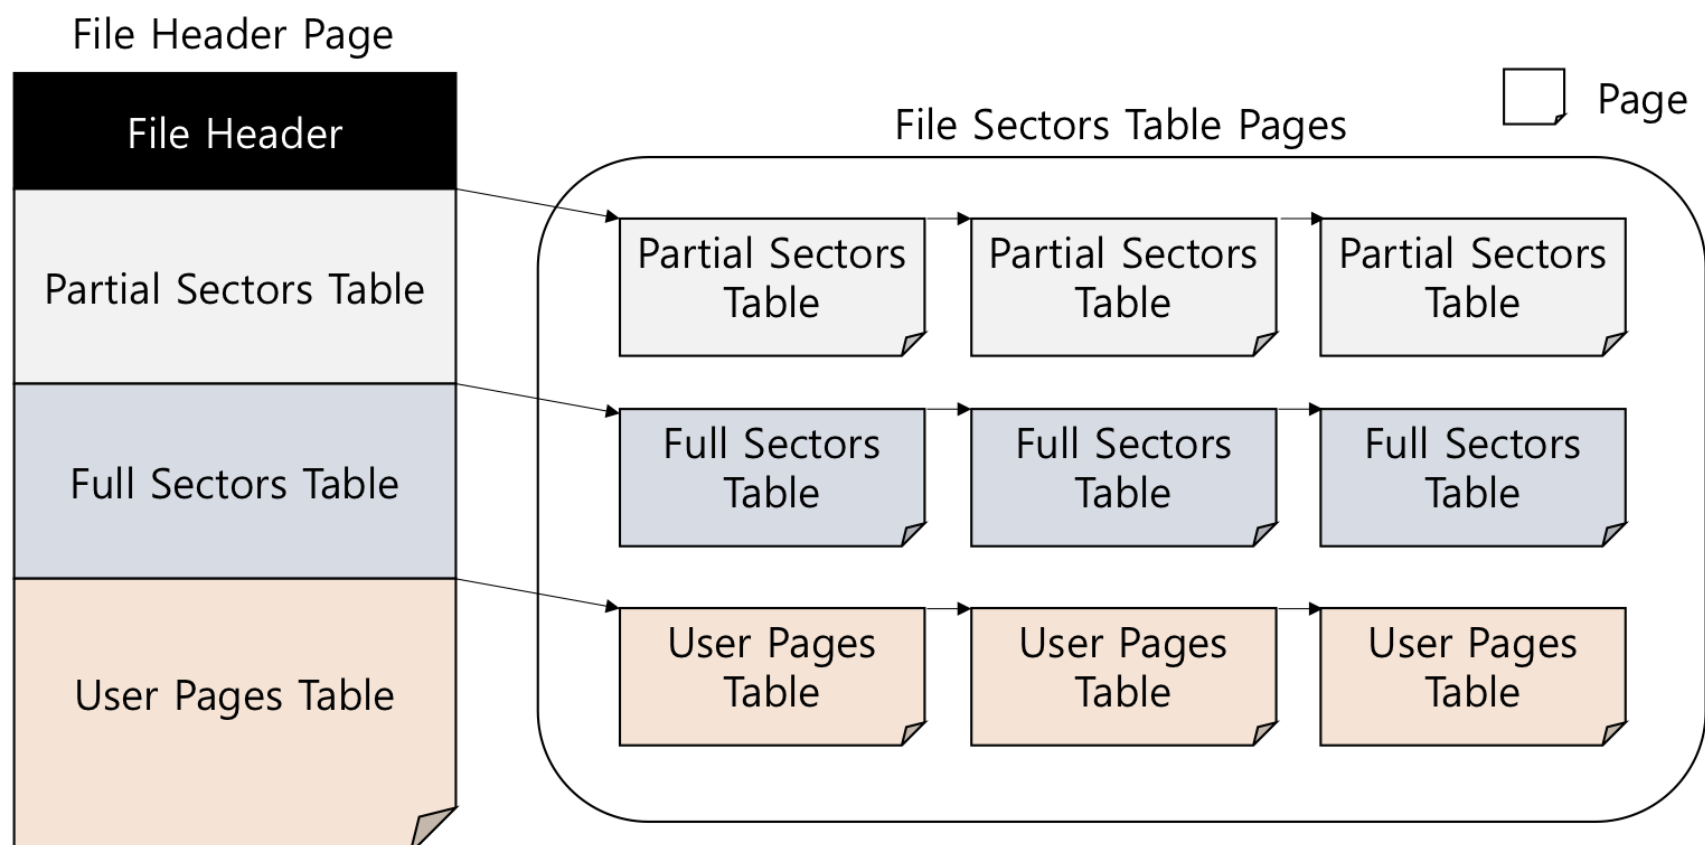 File Header Page
File Header
Partial Sectors Table
Full Sectors Table
User Pages Table
File Sectors Table Pages
Page
Partial Sectors
Table
Partial Sectors
Table
Partial Sectors
Table
Full Sectors
Table
Full Sectors
Table
Full Sectors
Table
User Pages
Table
User Pages
Table
User Pages
Table